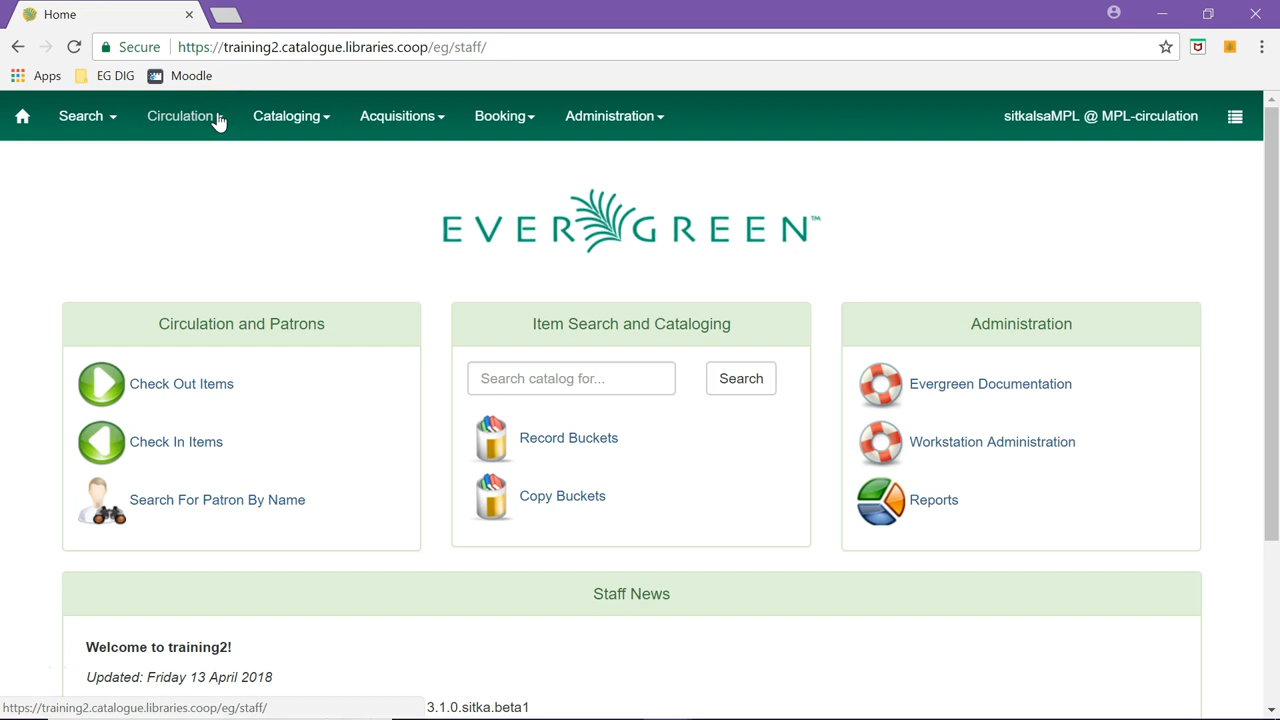 Home
Secure https://training2.catalogue.libraries.coop/eg/staff/
Apps EG DIG Moodle
Search Circulation Cataloging Acquisitions Booking Administration sitkalsaMPL @ MPL-circulation
EVERGREEN™
Circulation and Patrons Item Search and Cataloging Administration
Check Out Items Search catalog for... Search Evergreen Documentation
Check In Items Record Buckets Workstation Administration
Search For Patron By Name Copy Buckets Reports
Staff News
Welcome to training2!
Updated: Friday 13 April 2018
https://training2.catalogue.libraries.coop/eg/staff/ 3.1.0.sitka.beta1